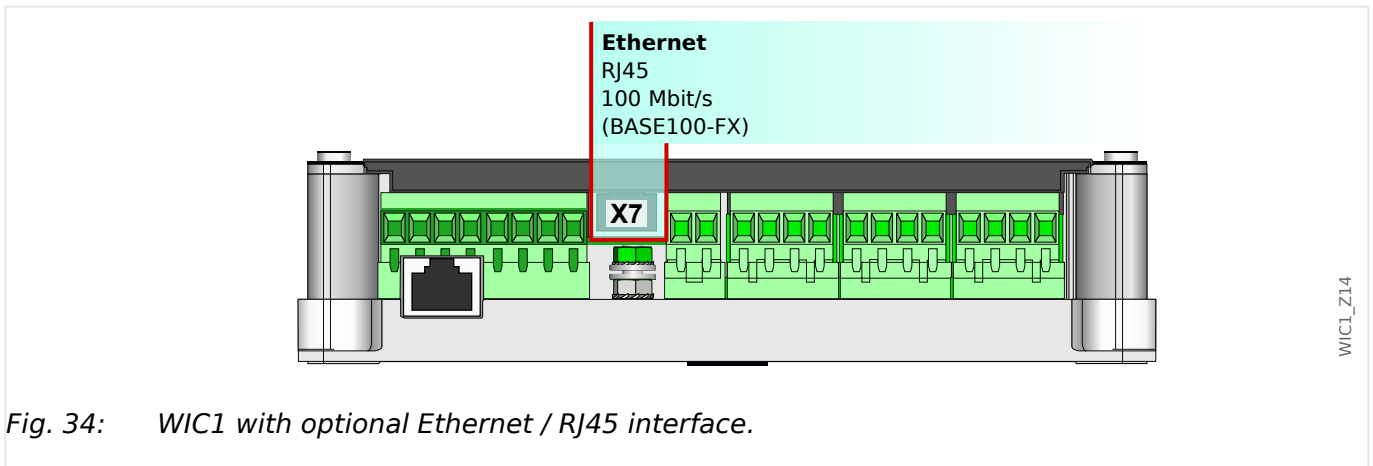 Ethernet
RJ45
100 Mbit/s
(BASE100-FX)
X7
WIC1_Z14
Fig. 34: WIC1 with optional Ethernet / RJ45 interface.